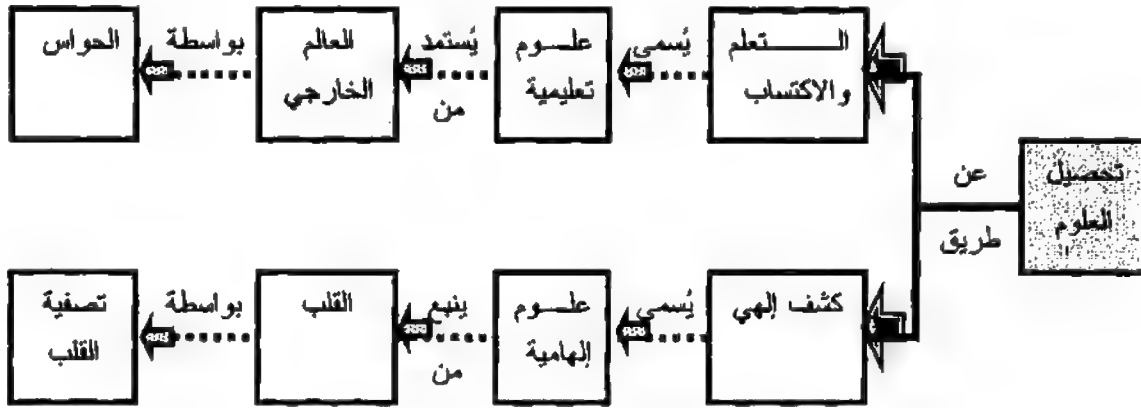 تحصيل
العلوم
عن
طريق
التعلم
والاكتساب
يُسمى
علوم
تعليمية
يُستمد
من
العالم
الخارجي
بواسطة
الحواس
كشف إلهي
يُسمى
علوم
إلهامية
ينبع
من
القلب
بواسطة
تصفية
القلب